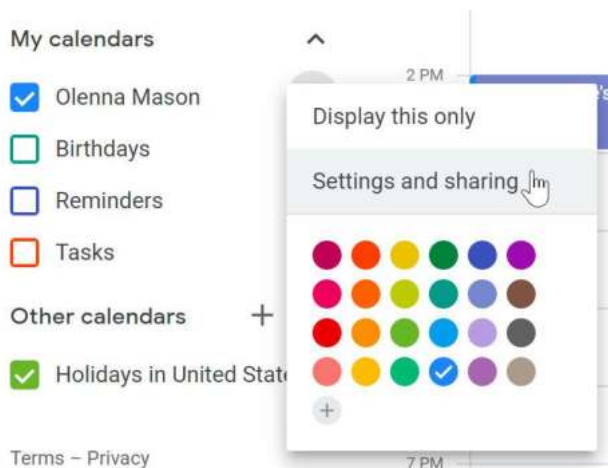 My calendars
2 PM
Olenna Mason
Display this only
Birthdays
Settings and sharing
Reminders
Tasks
Other calendars
+
Holidays in United
+
Terms – Privacy
7 PM